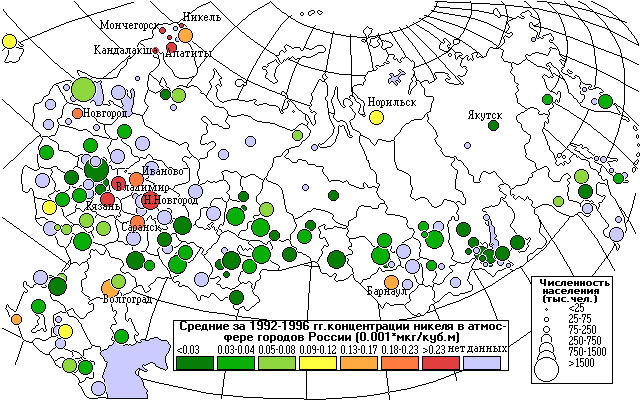 Никель
Мончегорск
Кандалакша
Апатиты
Норильск
Новгород
Якутск
Иваново
Владимир
Рязань
Н.Новгород
Саранск
Волгоград
Барнаул
Численность
населения
(тыс.чел.)
<25
25-75
75-250
250-750
750-1500
>1500
Средние за 1992-1996 гг.концентрации никеля в атмос-
фере городов России (0.001*мкг/куб.м)
<0.03 0.03-0.04 0.05-0.08 0.09-0.12 0.13-0.17 0.18-0.23 >0.23 нет данных